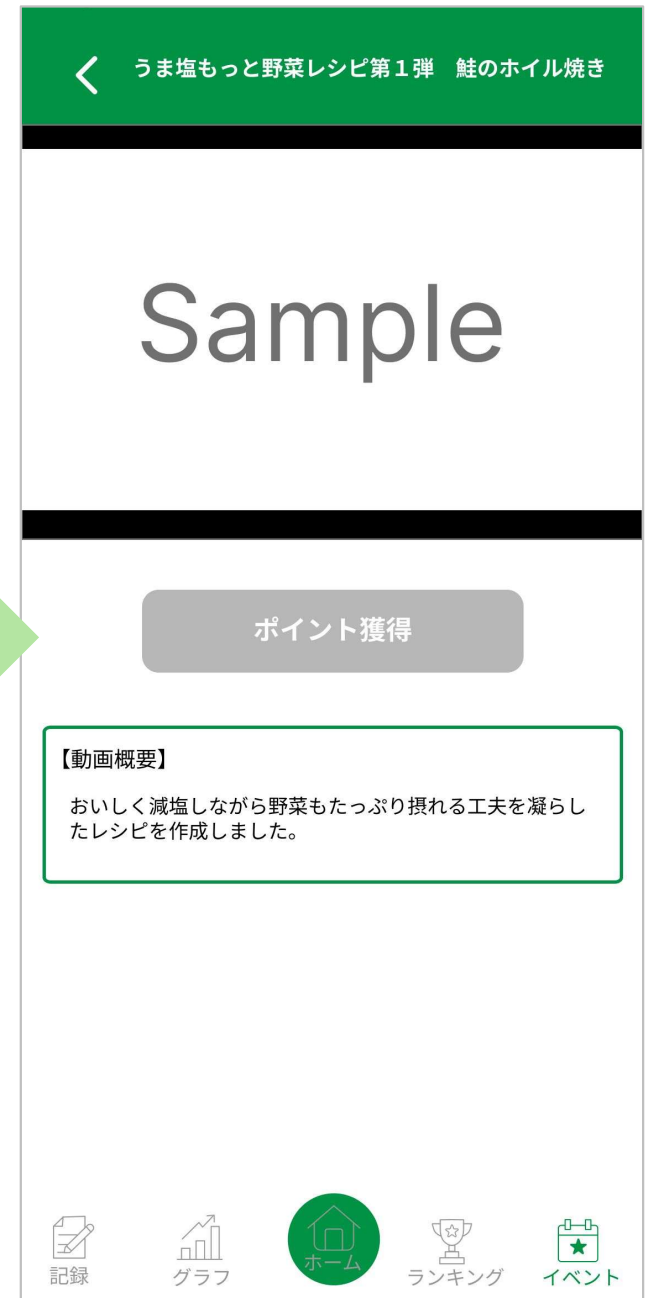 うま塩もっと野菜レシピ第１弾　鮭のホイル焼き
Sample
ポイント獲得
【動画概要】
おいしく減塩しながら野菜もたっぷり摂れる工夫を凝らし
たレシピを作成しました。
記録
グラフ
ホーム
ランキング
イベント